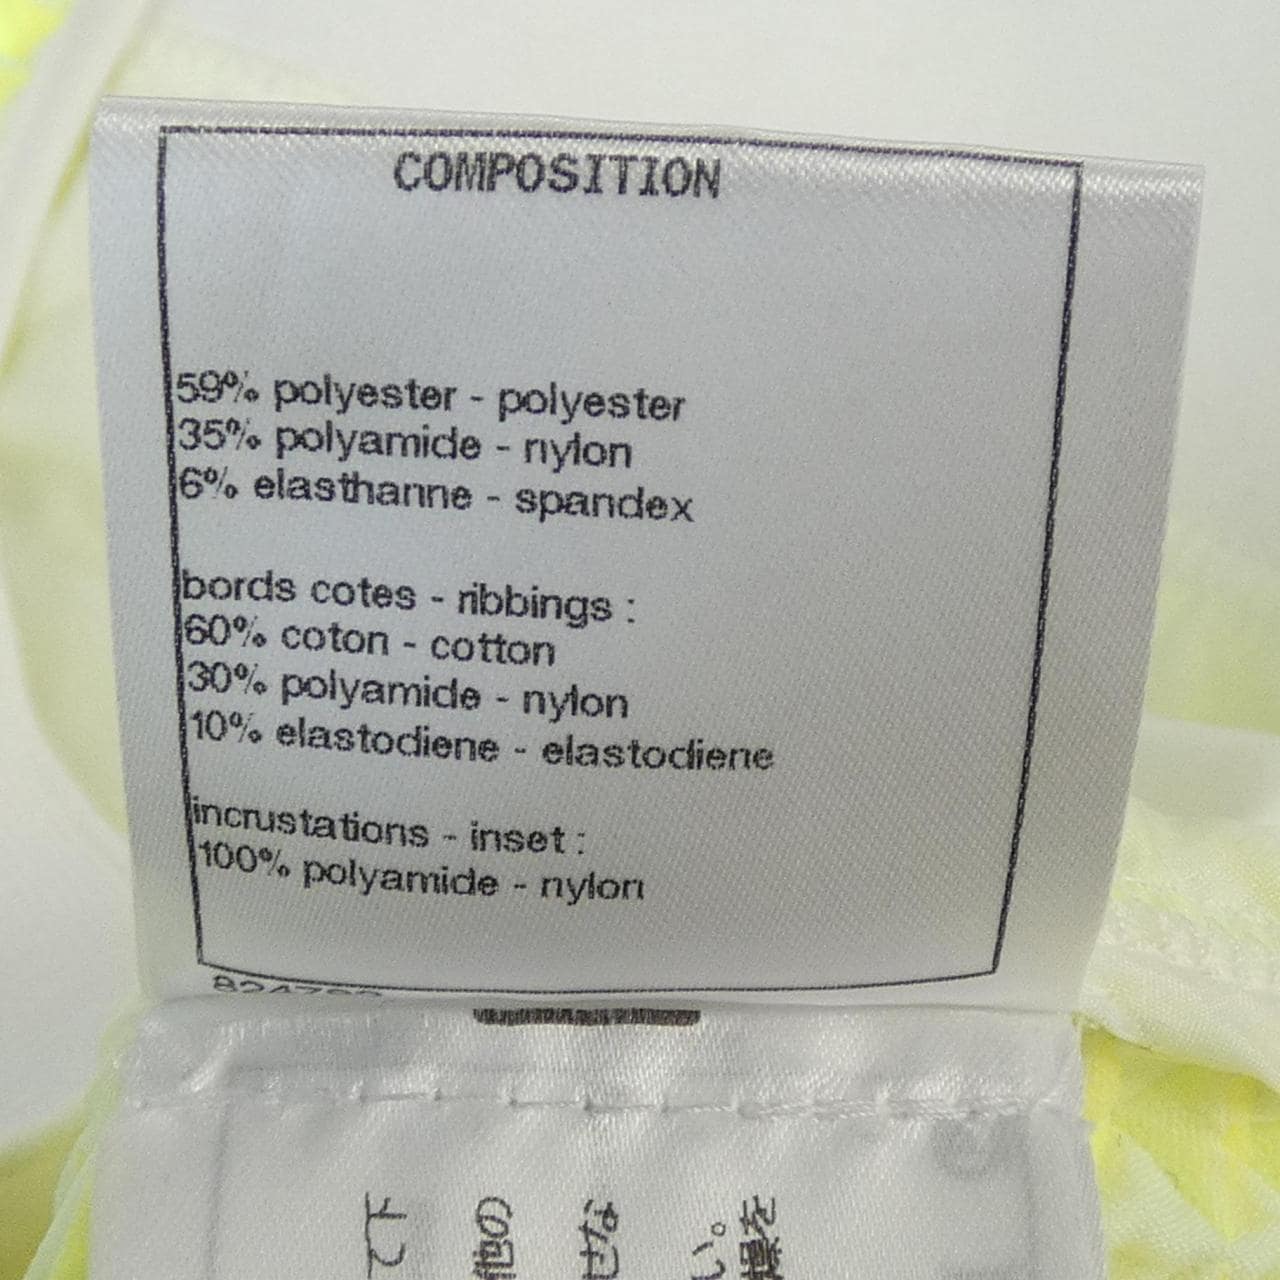 COMPOSITION
59% polyester - polyester
35% polyamide - nylon
6% elasthanne - spandex
bords cotes - ribbings :
60% coton - cotton
30% polyamide - nylon
10% elastodiene - elastodiene
incrustations - inset :
100% polyamide - nylon